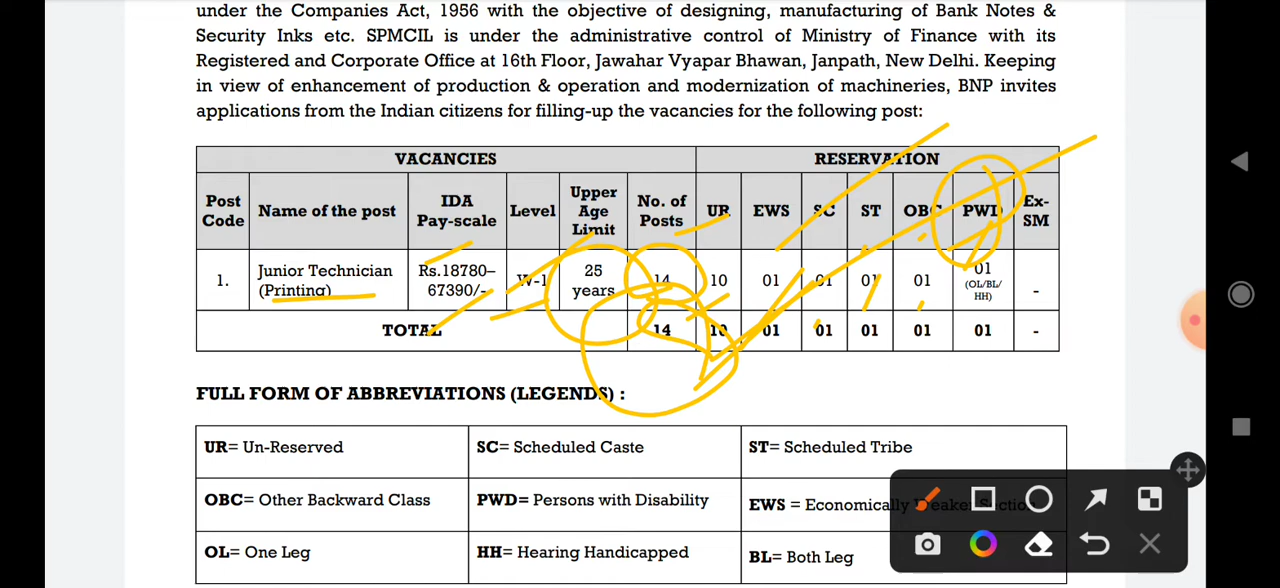 under the Companies Act, 1956 with the objective of designing, manufacturing of Bank Notes &
Security Inks etc. SPMCIL is under the administrative control of Ministry of Finance with its
Registered and Corporate Office at 16th Floor, Jawahar Vyapar Bhawan, Janpath, New Delhi. Keeping
in view of enhancement of production & operation and modernization of machineries, BNP invites
applications from the Indian citizens for filling-up the vacancies for the following post:
VACANCIES RESERVATION
Post Code Name of the post IDA Pay-scale Level Upper Age Limit No. of Posts UR EWS SC ST OBC PWD Ex-SM
1. Junior Technician (Printing) Rs.18780–67390/- W-1 25 years 14 10 01 01 01 01 01 (OL/BL/HH) -
TOTAL 14 10 01 01 01 01 01 -
FULL FORM OF ABBREVIATIONS (LEGENDS) :
UR= Un-Reserved SC= Scheduled Caste ST= Scheduled Tribe
OBC= Other Backward Class PWD= Persons with Disability EWS = Economically Weaker Section
OL= One Leg HH= Hearing Handicapped BL= Both Leg